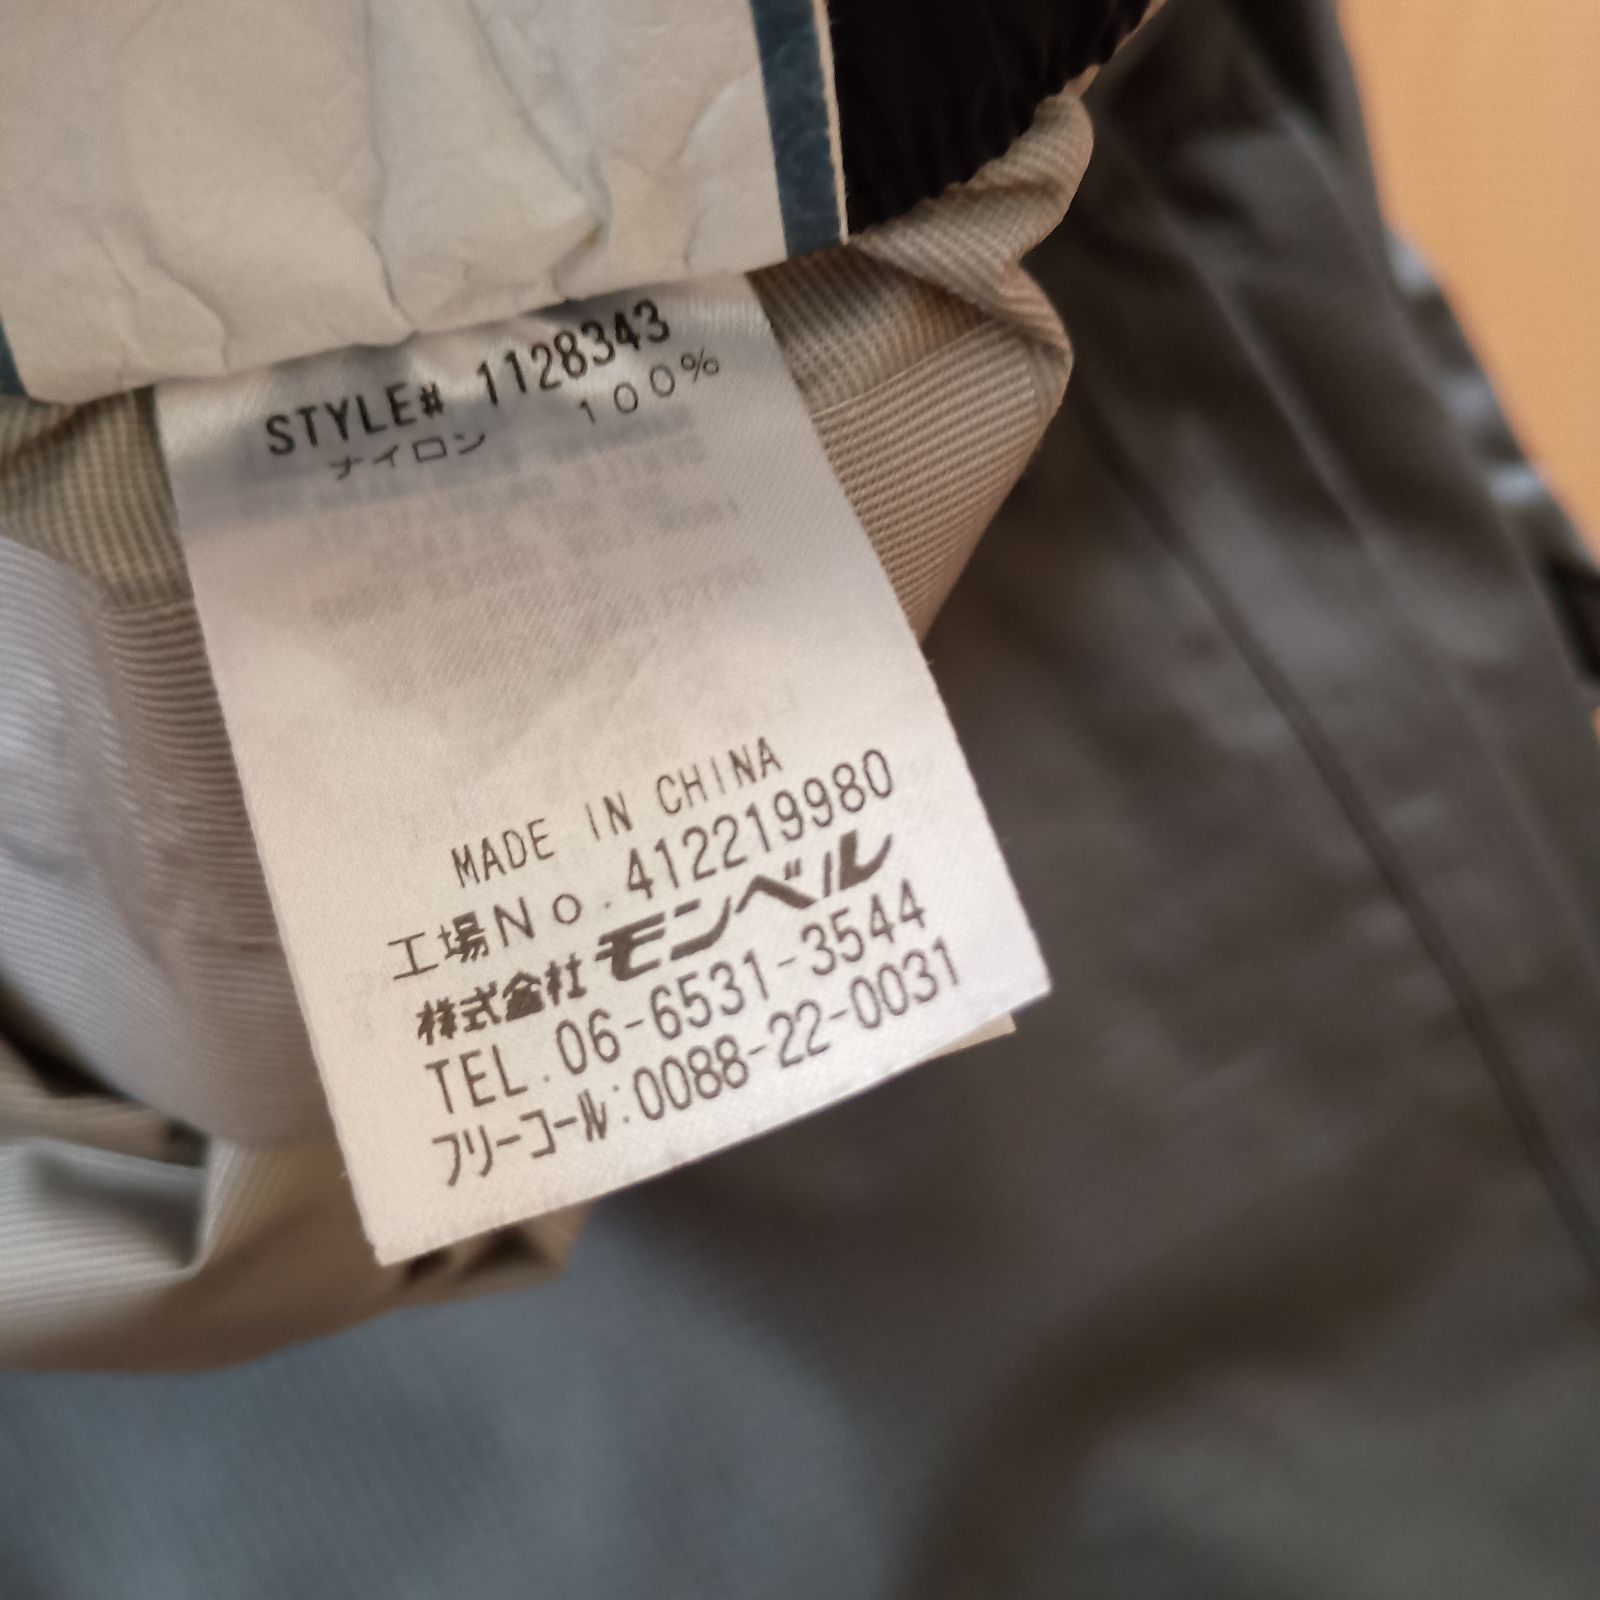 STYLE# 1128343
ナイロン 100%
MADE IN CHINA
工場No.412219980
株式会社モンベル
TEL.06-6531-3544
フリーコール:0088-22-0031